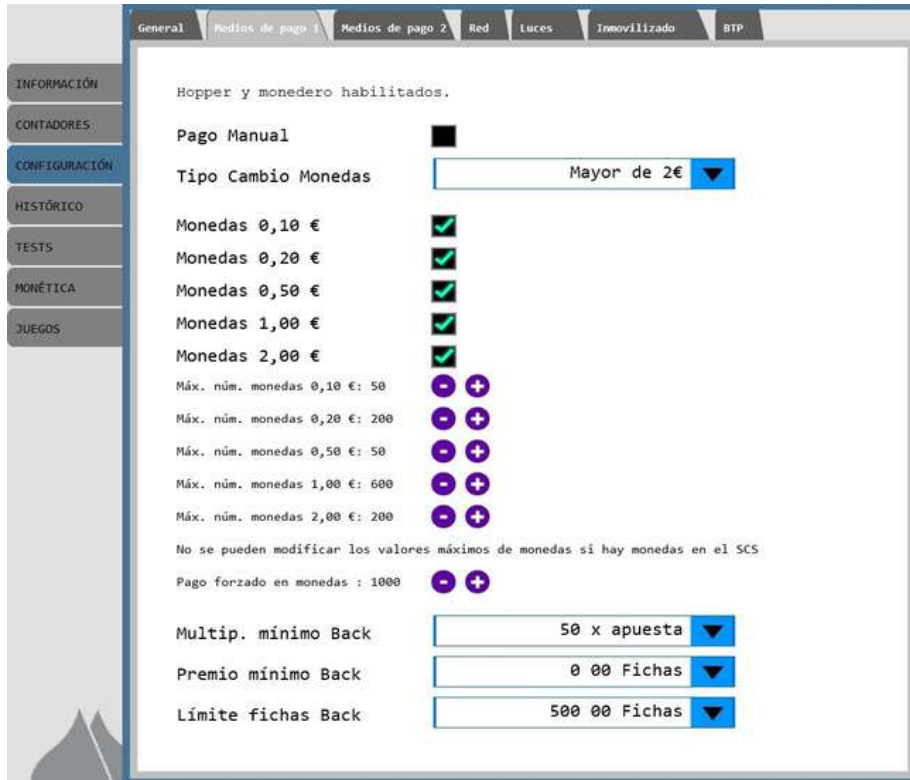 General
Medios de pago 1
Medios de pago 2
Red
Luces
Inmovilizado
BTP
INFORMACIÓN
CONTADORES
CONFIGURACIÓN
HISTÓRICO
TESTS
MONÉTICA
JUEGOS
Hopper y monedero habilitados.
Pago Manual
Tipo Cambio Monedas Mayor de 2€
Monedas 0,10 €
Monedas 0,20 €
Monedas 0,50 €
Monedas 1,00 €
Monedas 2,00 €
Máx. núm. monedas 0,10 €: 50
Máx. núm. monedas 0,20 €: 200
Máx. núm. monedas 0,50 €: 50
Máx. núm. monedas 1,00 €: 600
Máx. núm. monedas 2,00 €: 200
No se pueden modificar los valores máximos de monedas si hay monedas en el SCS
Pago forzado en monedas : 1000
Multip. mínimo Back 50 x apuesta
Premio mínimo Back 0 00 Fichas
Límite fichas Back 500 00 Fichas